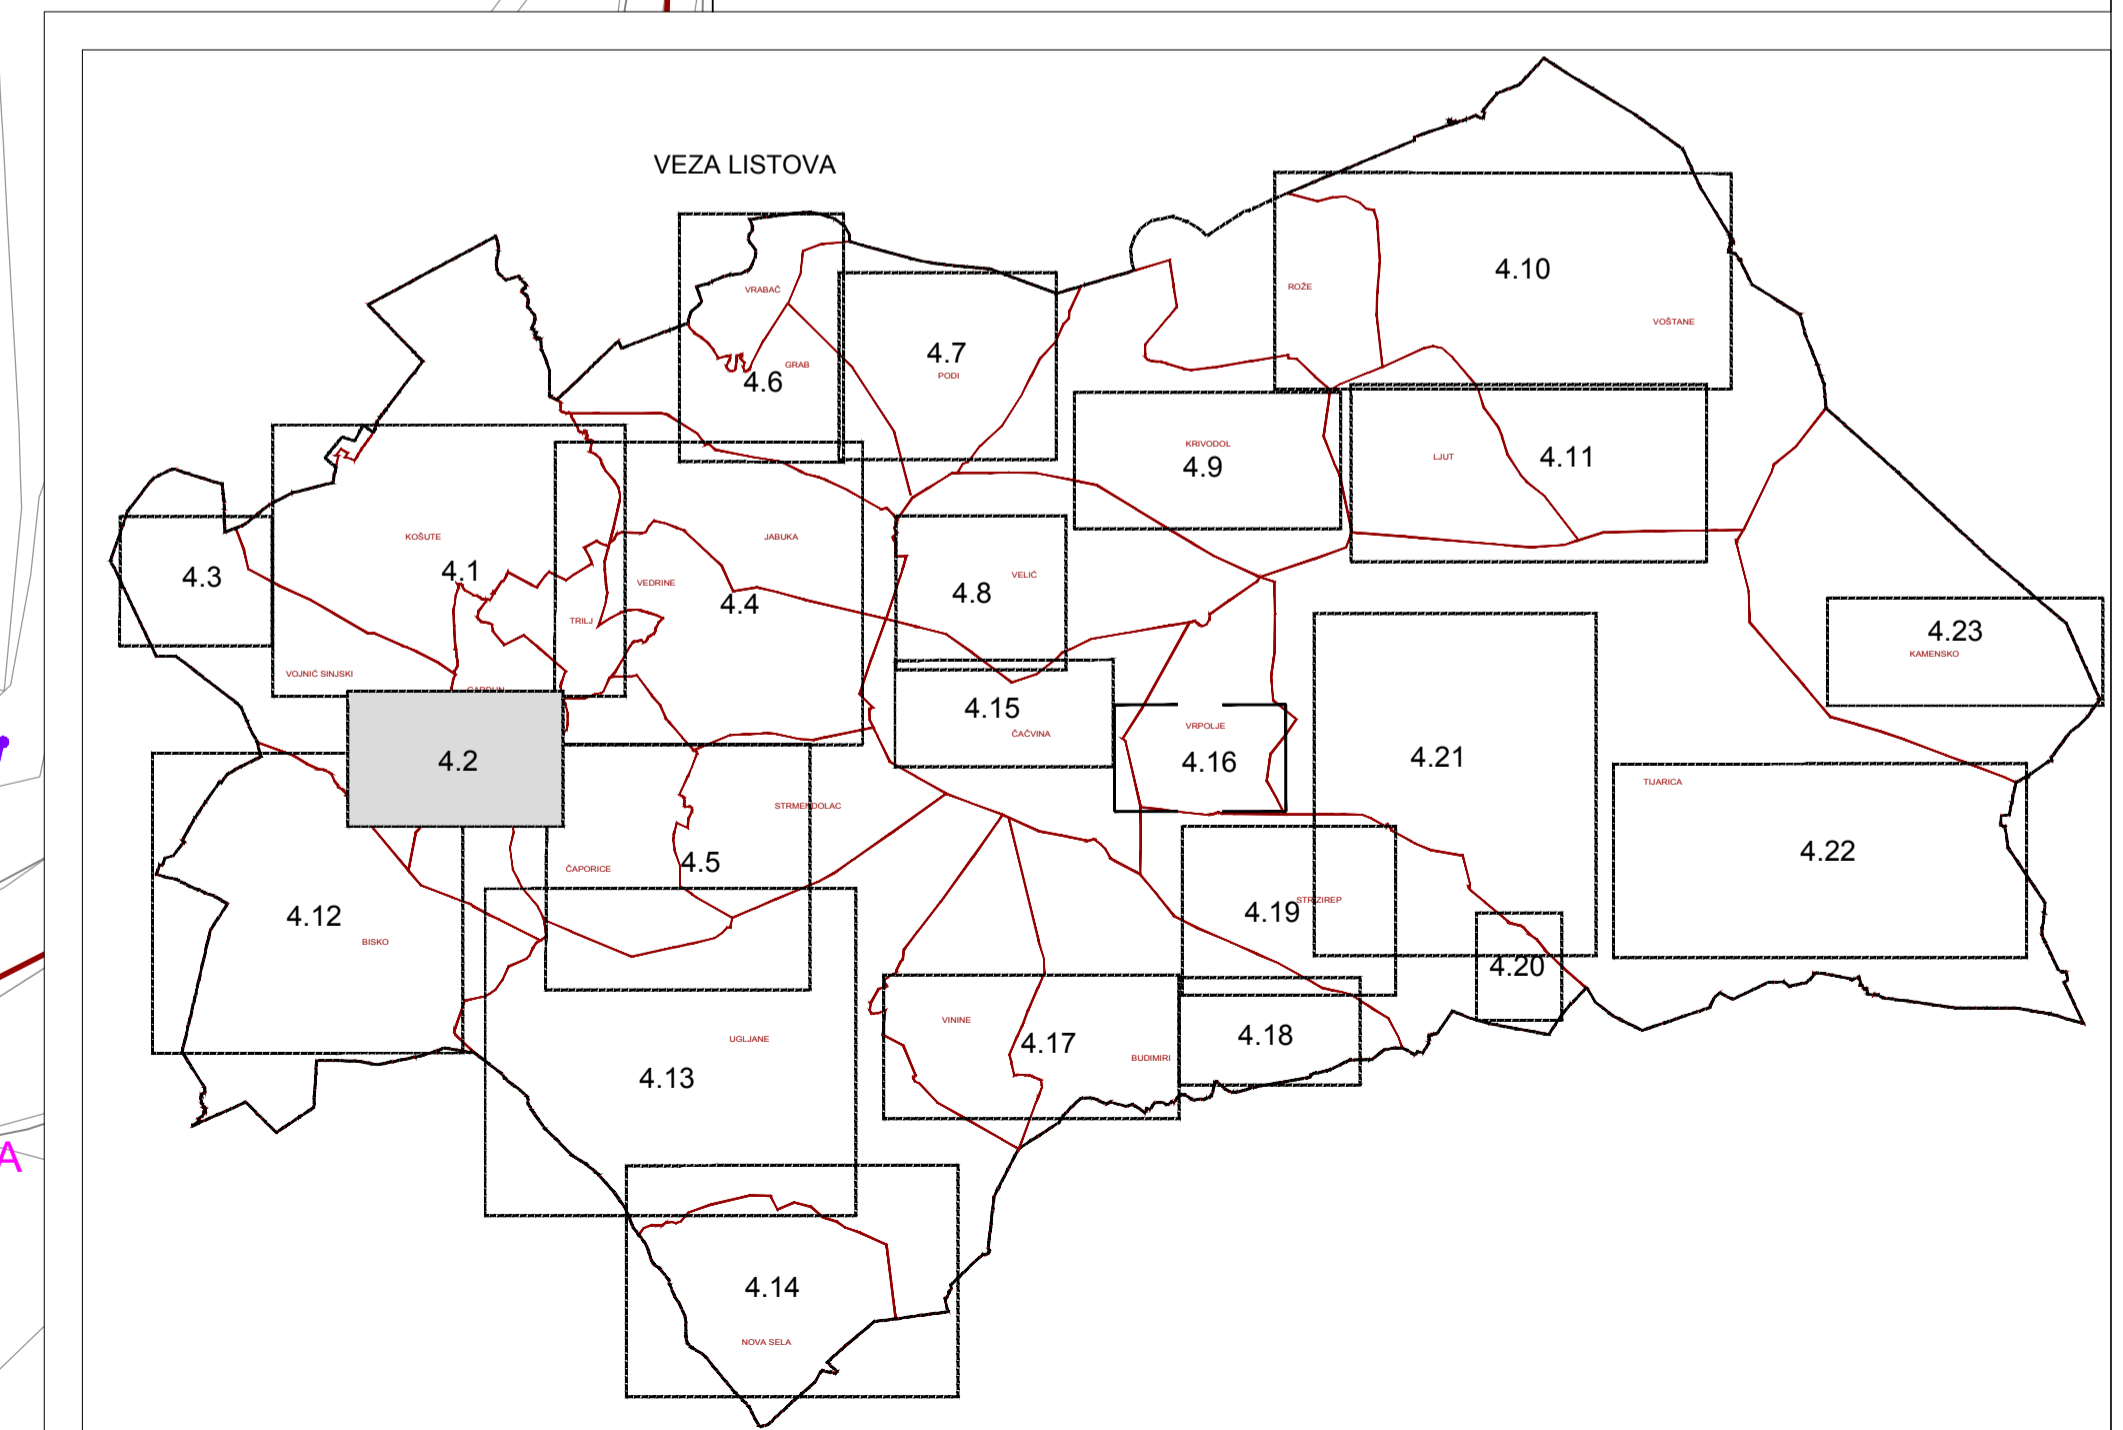 VEZA LISTOVA
4.10
ROŽE
VRABAČ
VOŠTANE
4.7
GRAB
PODI
4.6
KRIVODOL
4.9
LJUT
4.11
KOŠUTE
JABUKA
4.1
4.3
VEDRINE
VELIĆ
4.8
4.4
TRILJ
4.23
KAMENSKO
VOJNIĆ SINJSKI
GARDUN
4.15
ČAČVINA
VRPOLJE
4.2
4.16
4.21
TIJARICA
STRMENDOLAC
4.5
ČAPORICE
4.22
4.12
BISKO
4.19
STRIZIREP
4.20
VININE
UGLJANE
4.17
BUDIMIRI
4.18
4.13
A
4.14
NOVA SELA